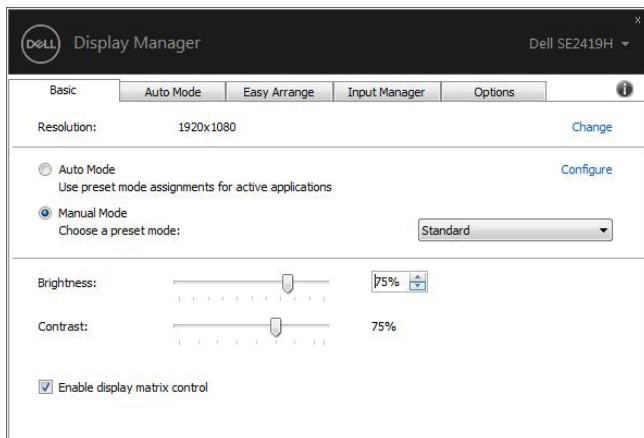 x
DELL Display Manager Dell SE2419H
Basic Auto Mode Easy Arrange Input Manager Options i
Resolution: 1920x1080 Change
Auto Mode Configure
Use preset mode assignments for active applications
Manual Mode
Choose a preset mode: Standard
Brightness: 75%
Contrast: 75%
Enable display matrix control